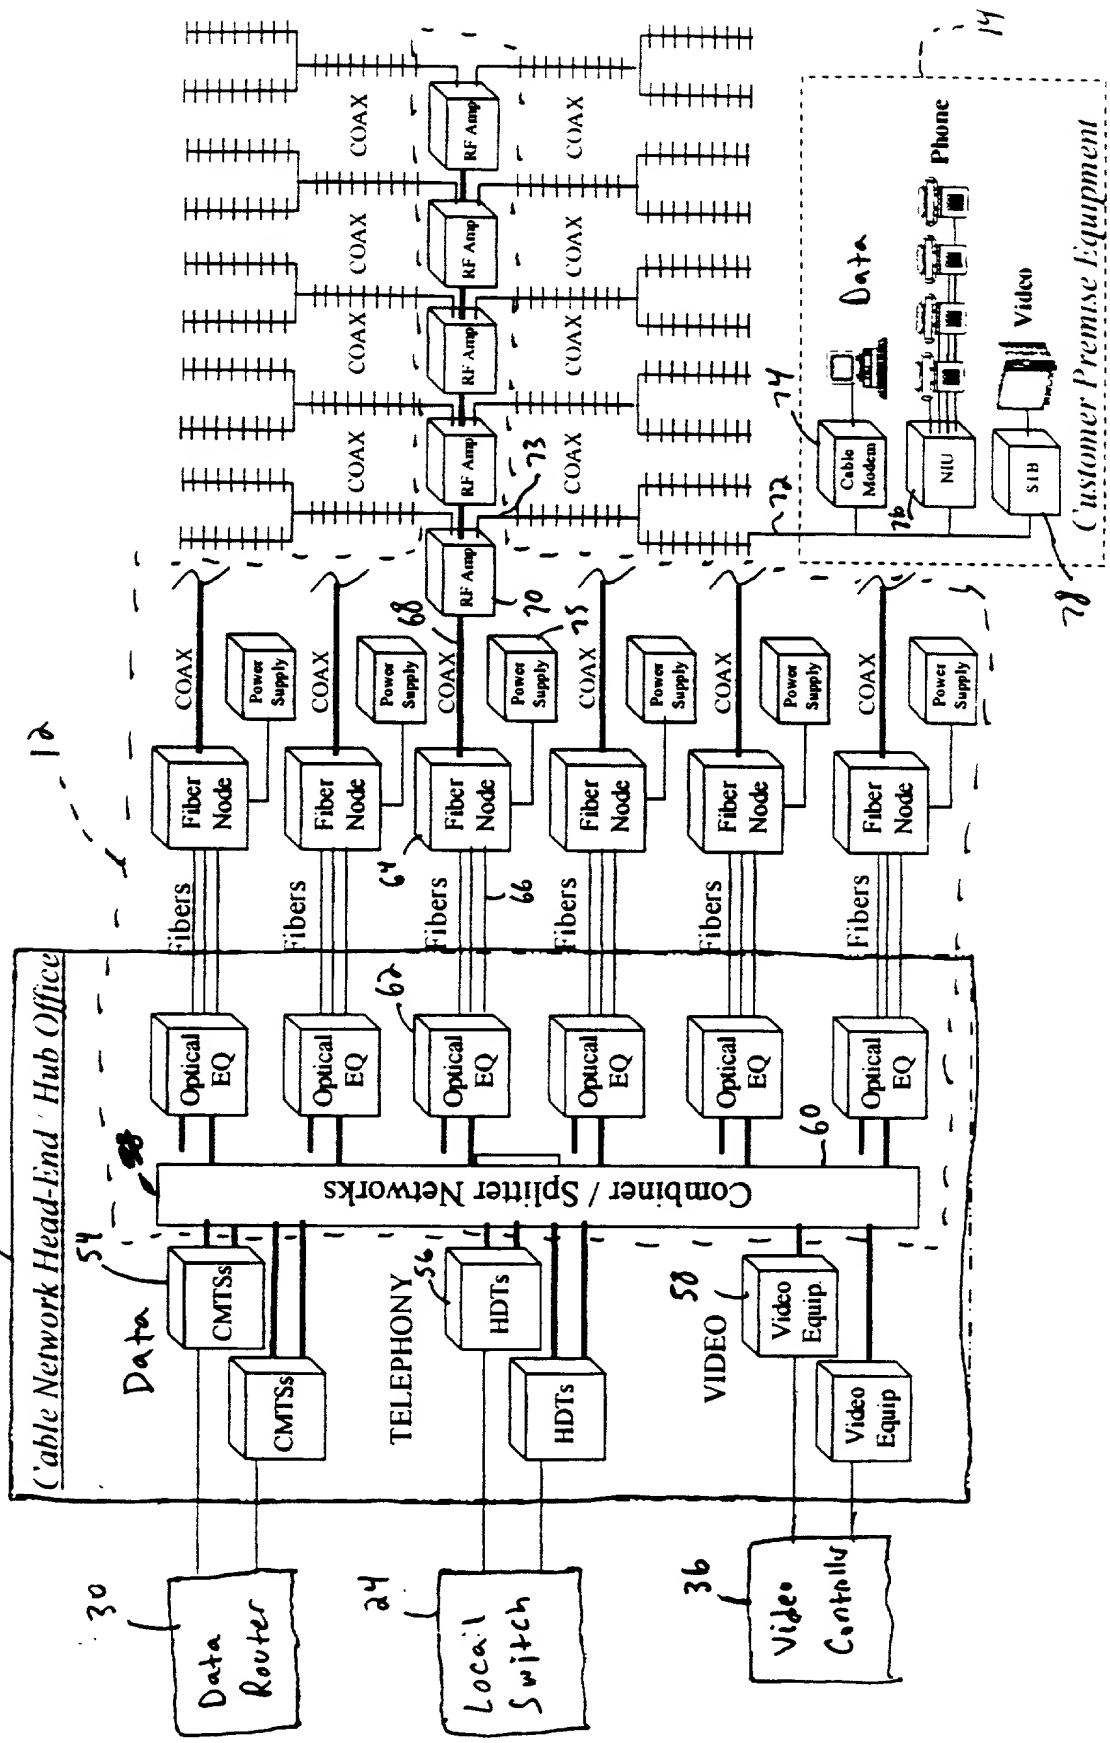 Cable Network Head-End Hub Office
12
30
Data
Router
24
Locail
Switch
36
Video
Data
54
CMTSs
CMTSs
TELEPHONY
56
HDTs
HDTs
VIDEO
58
Video
Equip.
Video
Equip
Combiner / Splitter Networks
60
Optical
EQ
Optical
EQ
62
Optical
EQ
Optical
EQ
Optical
EQ
Optical
EQ
Fibers
Fibers
Fibers
66
Fibers
Fibers
Fibers
Fiber
Node
Fiber
Node
64
Fiber
Node
Fiber
Node
Fiber
Node
Fiber
Node
COAX
Power
Supply
COAX
Power
Supply
COAX
68
75
Power
Supply
COAX
Power
Supply
COAX
Power
Supply
COAX
Power
Supply
70
RF Amp
RF Amp
RF Amp
RF Amp
RF Amp
73
COAX
COAX
COAX
COAX
COAX
COAX
COAX
COAX
72
74
Cable
Modem
Data
76
NIU
Phone
78
STB
Video
Customer Premise Equipment
14